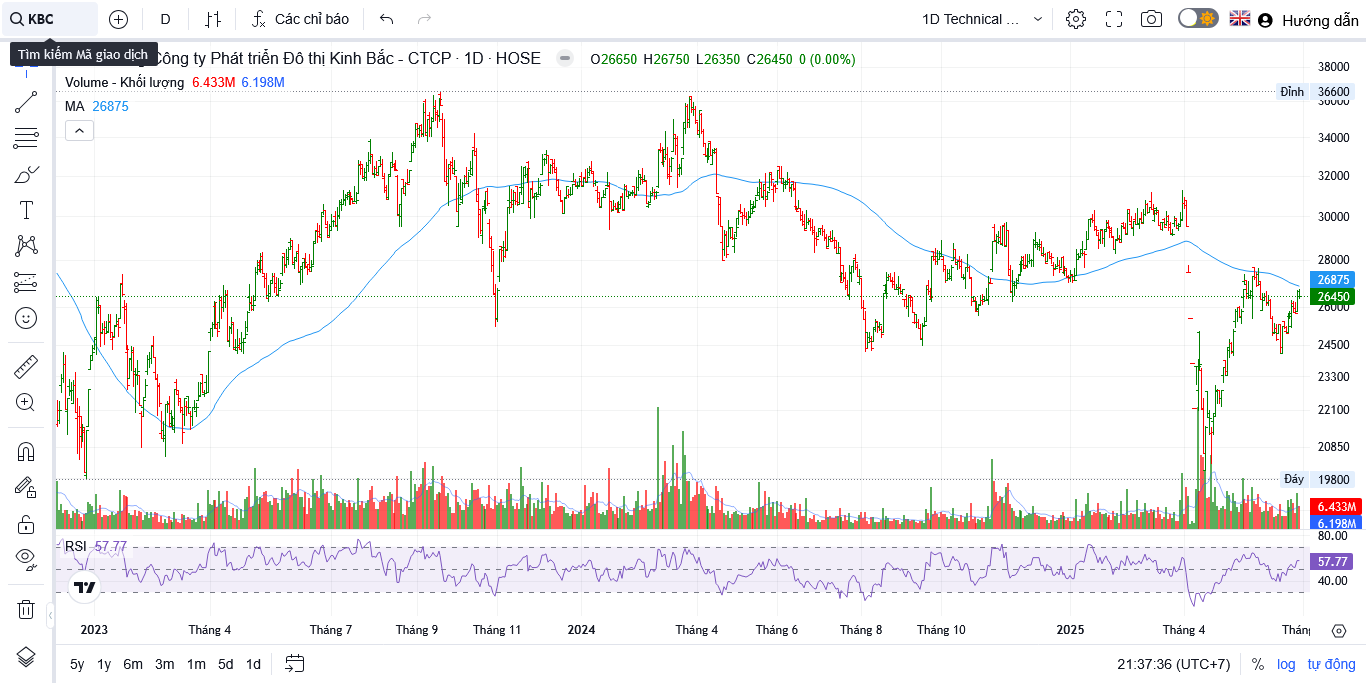 KBC
D
Các chỉ báo
1D Technical ...
Hướng dẫn
Tìm kiếm Mã giao dịch
Công ty Phát triển Đô thị Kinh Bắc - CTCP · 1D · HOSE
O26650 H26750 L26350 C26450 0 (0.00%)
Volume - Khối lượng 6.433M 6.198M
MA 26875
38000
Đỉnh 36600
36000
34000
32000
30000
28000
26875
26450
26000
24500
23300
22100
20850
Đáy 19800
6.433M
6.198M
RSI 57.77
80.00
57.77
40.00
2023 Tháng 4 Tháng 7 Tháng 9 Tháng 11 2024 Tháng 4 Tháng 6 Tháng 8 Tháng 10 2025 Tháng 4 Thán
5y 1y 6m 3m 1m 5d 1d
21:37:36 (UTC+7) % log tự động